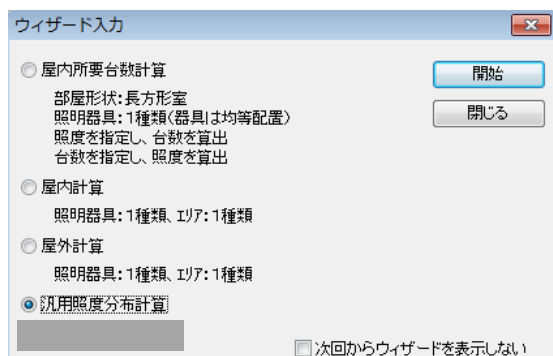 ウィザード入力
屋内所要台数計算
開始
部屋形状:長方形室
照明器具:1種類(器具は均等配置)
照度を指定し、台数を算出
台数を指定し、照度を算出
閉じる
屋内計算
照明器具:1種類、エリア:1種類
屋外計算
照明器具:1種類、エリア:1種類
汎用照度分布計算
次回からウィザードを表示しない